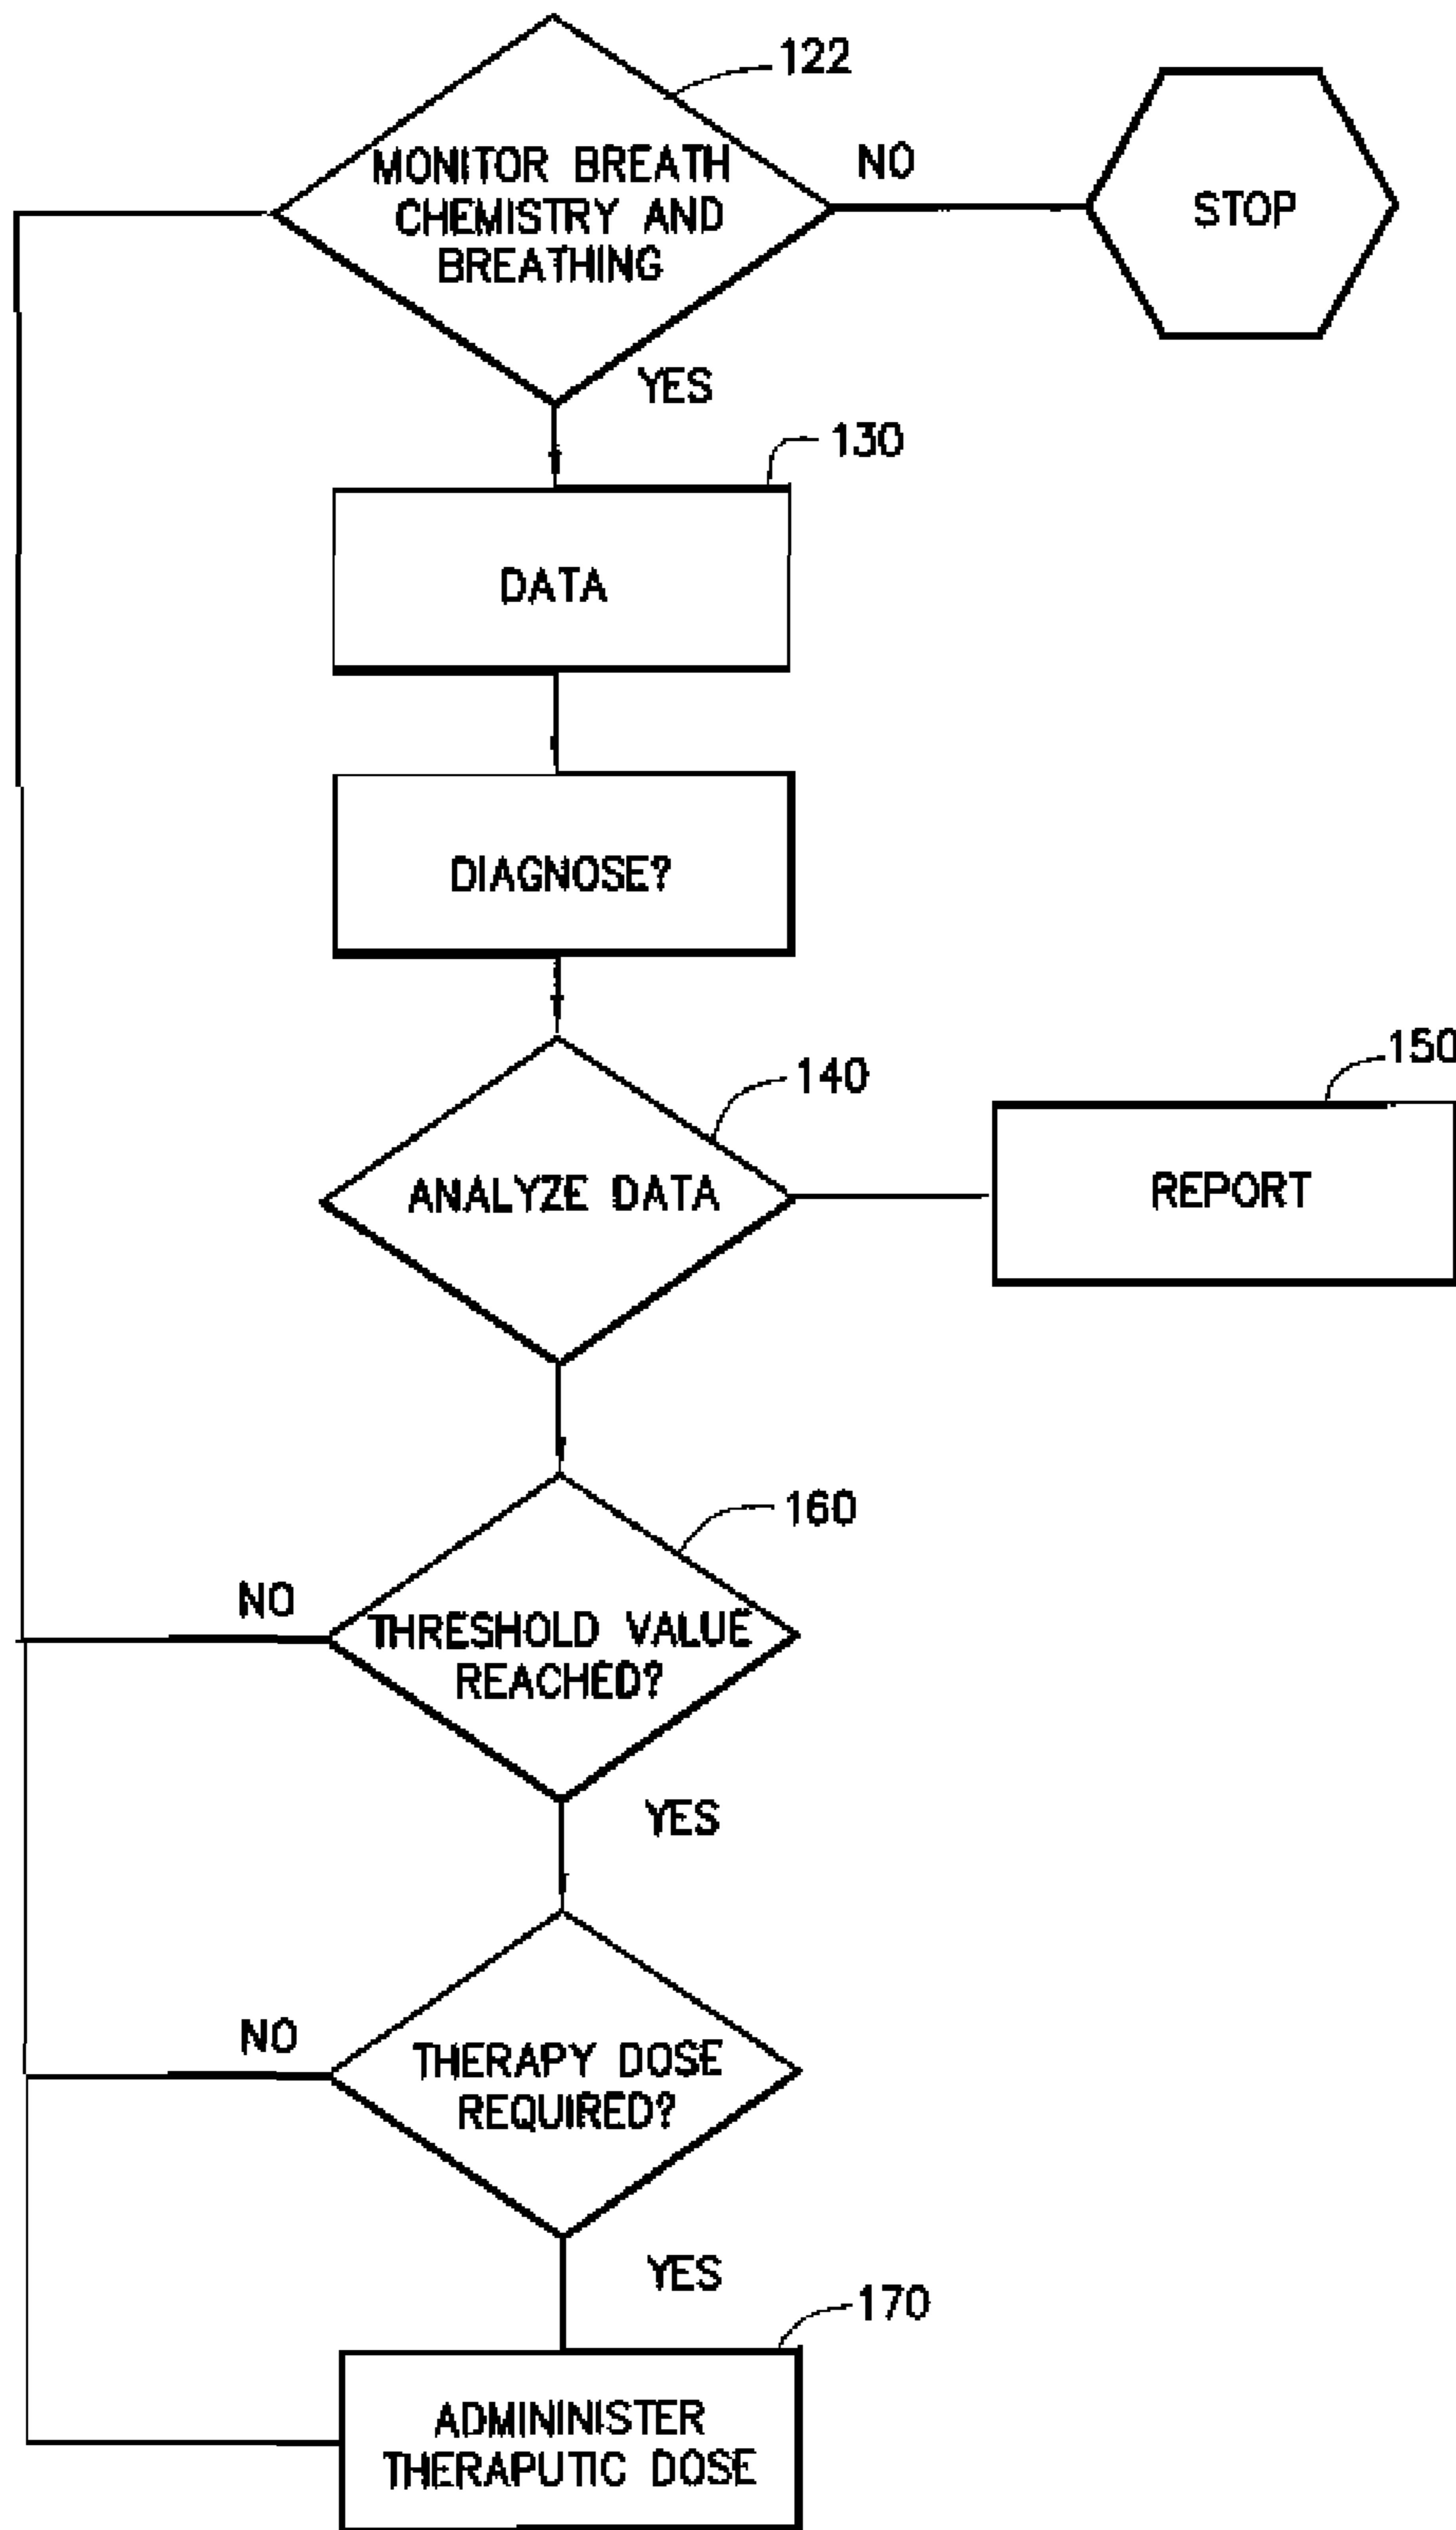 122
MONITOR BREATH
CHEMISTRY AND
BREATHING
NO
STOP
YES
130
DATA
DIAGNOSE?
140
ANALYZE DATA
150
REPORT
160
NO
THRESHOLD VALUE
REACHED?
YES
NO
THERAPY DOSE
REQUIRED?
YES
170
ADMININISTER
THERAPUTIC DOSE